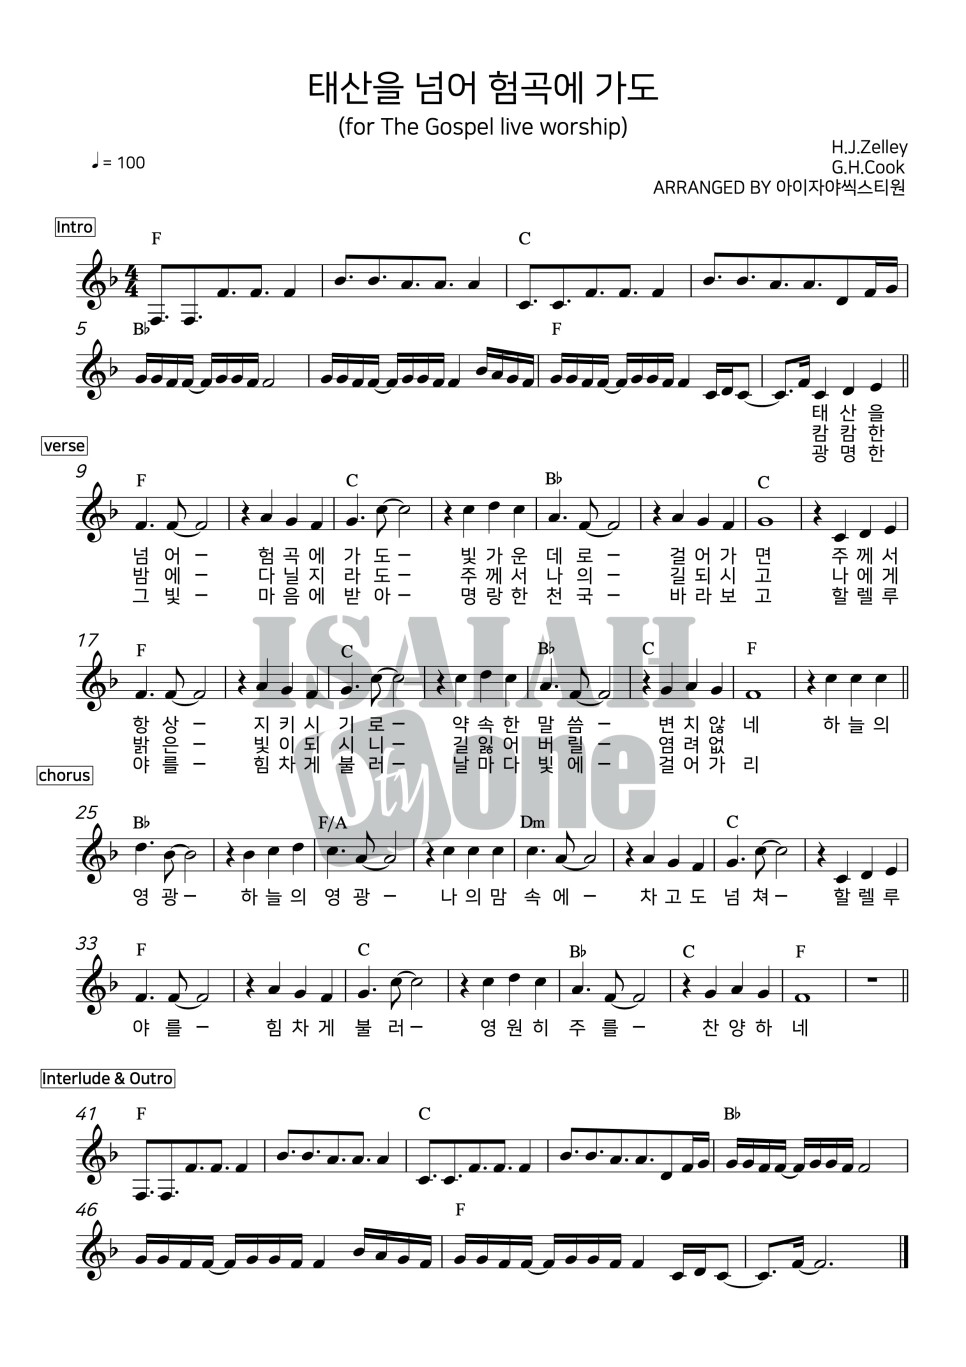 태산을 넘어 험곡에 가도
(for The Gospel live worship)
♩= 100
H.J.Zelley
G.H.Cook
ARRANGED BY 아이자야씩스티원
Intro
F C
5 B♭ F
태 산 을
캄 캄 한
광 명 한
verse
9 F C B♭ C
넘 어 – 험 곡 에 가 도 – 빛 가 운 데 로 – 걸 어 가 면 주 께 서
밤 에 – 다 닐 지 라 도 – 주 께 서 나 의 – 길 되 시 고 나 에 게
그 빛 – 마 음 에 받 아 – 명 랑 한 천 국 – 바 라 보 고 할 렐 루
ISAIAH
17 F C B♭ C F
항 상 – 지 키 시 기 로 – 약 속 한 말 씀 – 변 치 않 네 하 늘 의
밝 은 – 빛 이 되 시 니 – 길 잃 어 버 릴 – 염 려 없
야 를 – 힘 차 게 불 러 – 날 마 다 빛 에 – 걸 어 가 리
ty one
chorus
25 B♭ F/A Dm C
영 광 – 하 늘 의 영 광 – 나 의 맘 속 에 – 차 고 도 넘 쳐 – 할 렐 루
33 F C B♭ C F
야 를 – 힘 차 게 불 러 – 영 원 히 주 를 – 찬 양 하 네
Interlude & Outro
41 F C B♭
46 F